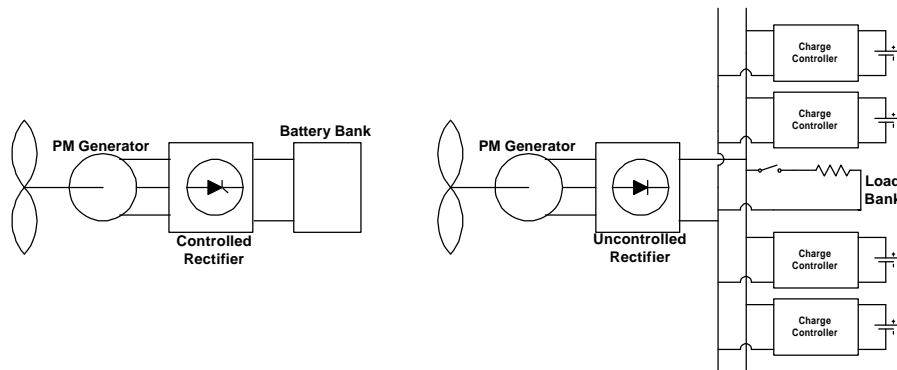 PM Generator
Battery Bank
Controlled
Rectifier
PM Generator
Uncontrolled
Rectifier
Charge
Controller
Charge
Controller
Load
Bank
Charge
Controller
Charge
Controller